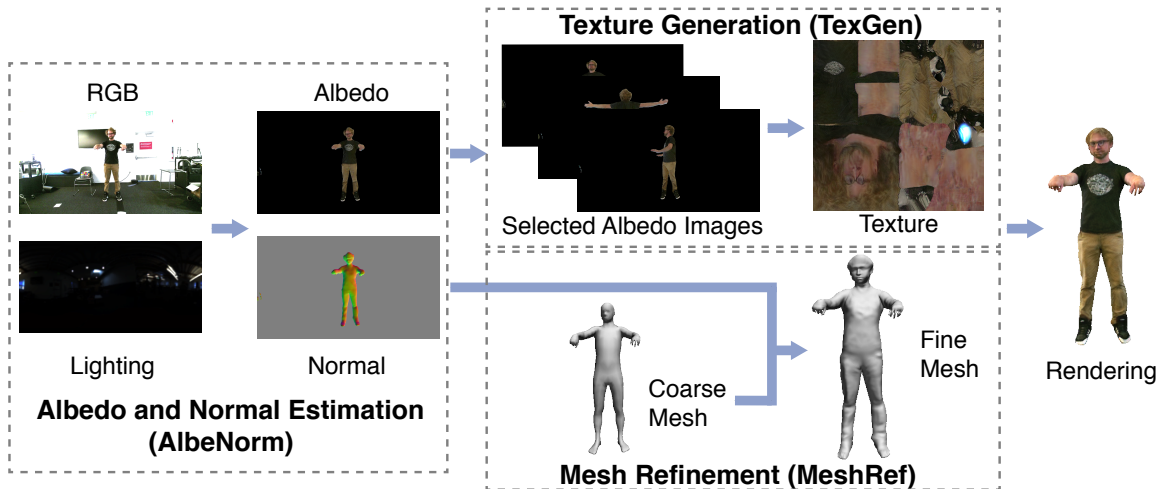 Texture Generation (TexGen)
RGB
Albedo
Selected Albedo Images
Texture
Lighting
Normal
Albedo and Normal Estimation
(AlbeNorm)
Coarse
Mesh
Fine
Mesh
Mesh Refinement (MeshRef)
Rendering